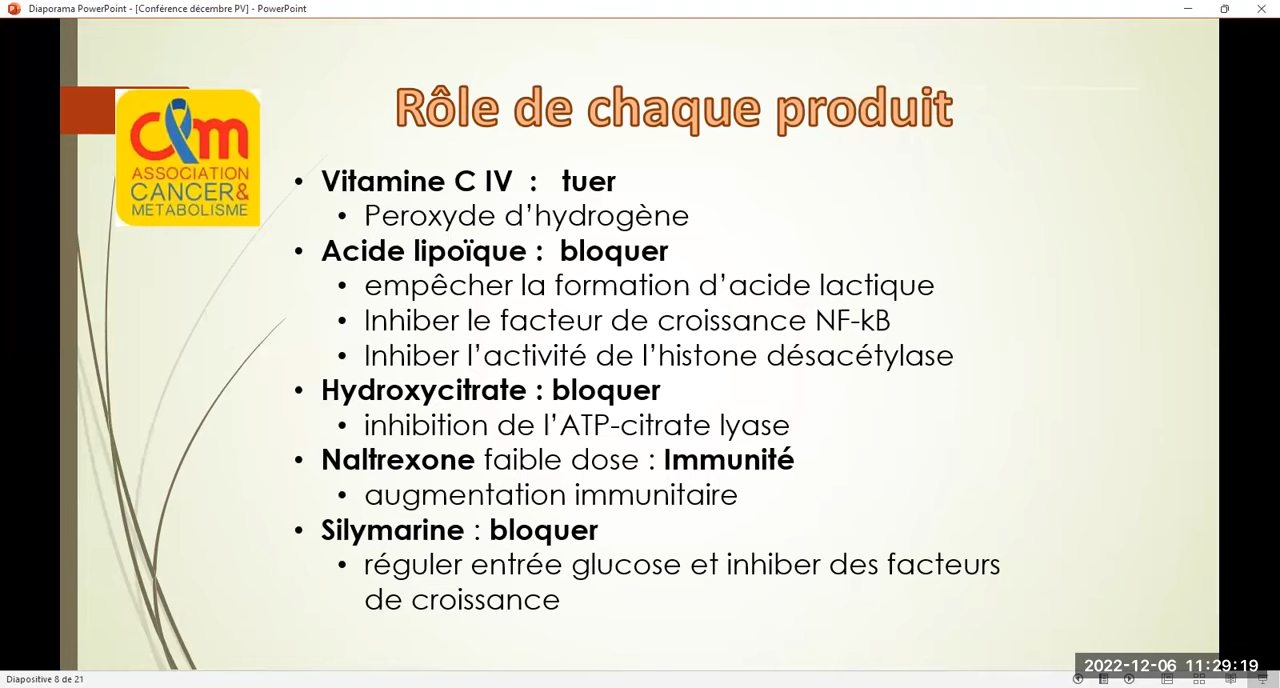 Diaporama PowerPoint - [Conférence décembre PV] - PowerPoint
Rôle de chaque produit
cam
ASSOCIATION
CANCER&
METABOLISME
• Vitamine C IV : tuer
• Peroxyde d’hydrogène
• Acide lipoïque : bloquer
• empêcher la formation d’acide lactique
• Inhiber le facteur de croissance NF-kB
• Inhiber l’activité de l’histone désacétylase
• Hydroxycitrate : bloquer
• inhibition de l’ATP-citrate lyase
• Naltrexone faible dose : Immunité
• augmentation immunitaire
• Silymarine : bloquer
• réguler entrée glucose et inhiber des facteurs
de croissance
2022-12-06 11:29:19
Diapositive 8 de 21